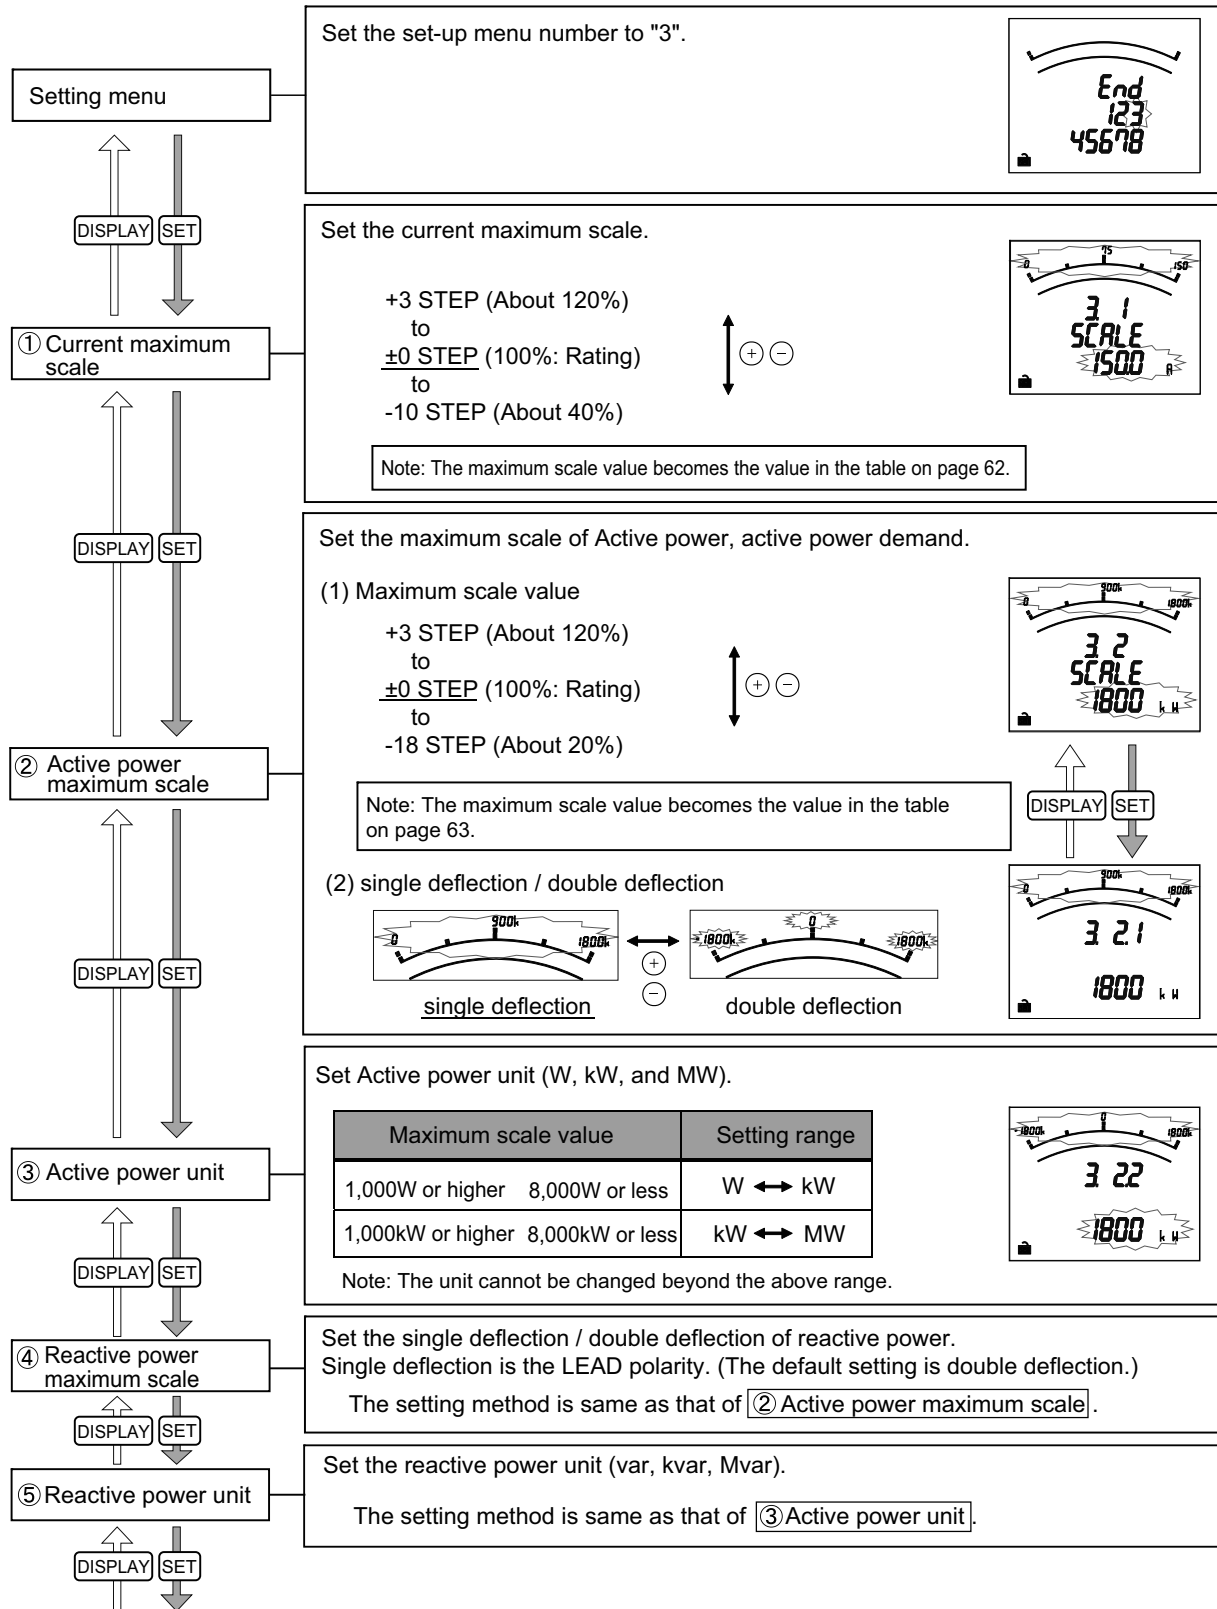 Set the set-up menu number to "3".
Setting menu
End
123
45678
DISPLAY SET
Set the current maximum scale.
+3 STEP (About 120%)
to
±0 STEP (100%: Rating)
to
-10 STEP (About 40%)
+ -
Note: The maximum scale value becomes the value in the table on page 62.
0 75 150
3. 1
SCALE
150.0 A
① Current maximum
scale
DISPLAY SET
Set the maximum scale of Active power, active power demand.
(1) Maximum scale value
+3 STEP (About 120%)
to
±0 STEP (100%: Rating)
to
-18 STEP (About 20%)
+ -
0 900k 1800k
3. 2
SCALE
1800 kW
② Active power
maximum scale
Note: The maximum scale value becomes the value in the table
on page 63.
DISPLAY SET
(2) single deflection / double deflection
0 900k 1800k
+
-
-1800k 0 1800k
single deflection
double deflection
0 900k 1800k
3. 2.1
1800 kW
DISPLAY SET
Set Active power unit (W, kW, and MW).
Maximum scale value Setting range
1,000W or higher 8,000W or less W ↔ kW
1,000kW or higher 8,000kW or less kW ↔ MW
Note: The unit cannot be changed beyond the above range.
-1800k 0 1800k
3. 2.2
1800 kW
③ Active power unit
DISPLAY SET
Set the single deflection / double deflection of reactive power.
Single deflection is the LEAD polarity. (The default setting is double deflection.)
The setting method is same as that of ② Active power maximum scale.
④ Reactive power
maximum scale
DISPLAY SET
Set the reactive power unit (var, kvar, Mvar).
The setting method is same as that of ③ Active power unit.
⑤ Reactive power unit
DISPLAY SET